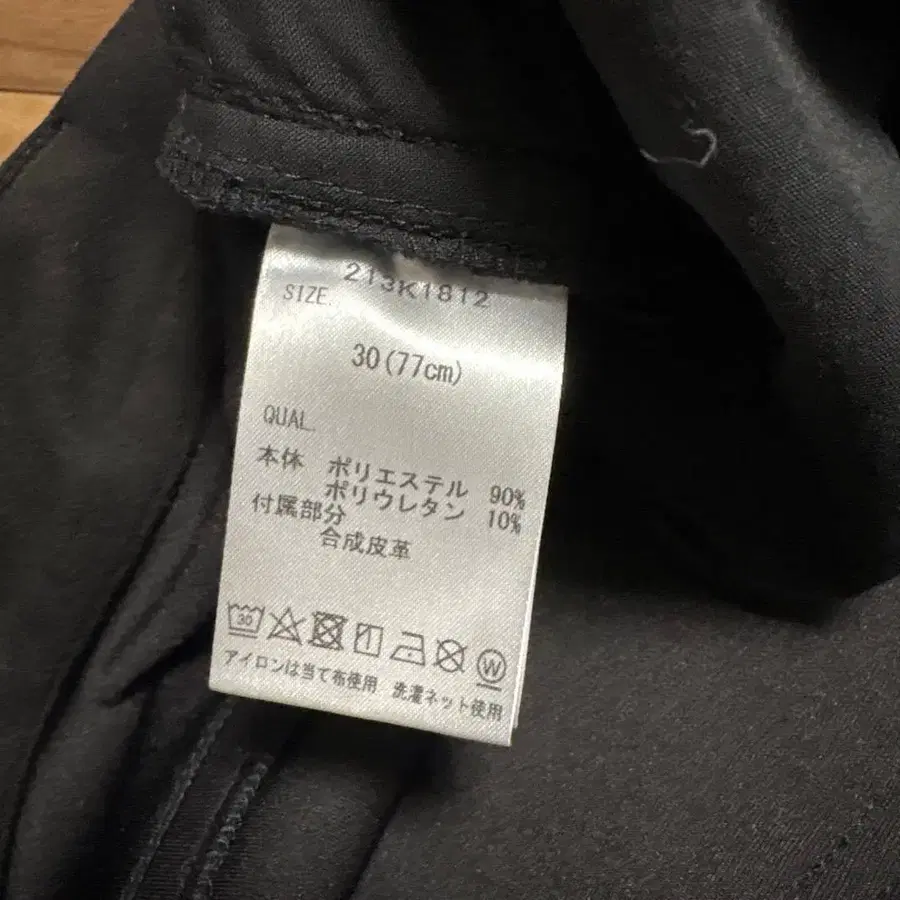 213K1812
SIZE.
30(77cm)
QUAL.
本体 ポリエステル 90%
ポリウレタン 10%
付属部分
合成皮革
30 W
アイロンは当て布使用 洗濯ネット使用